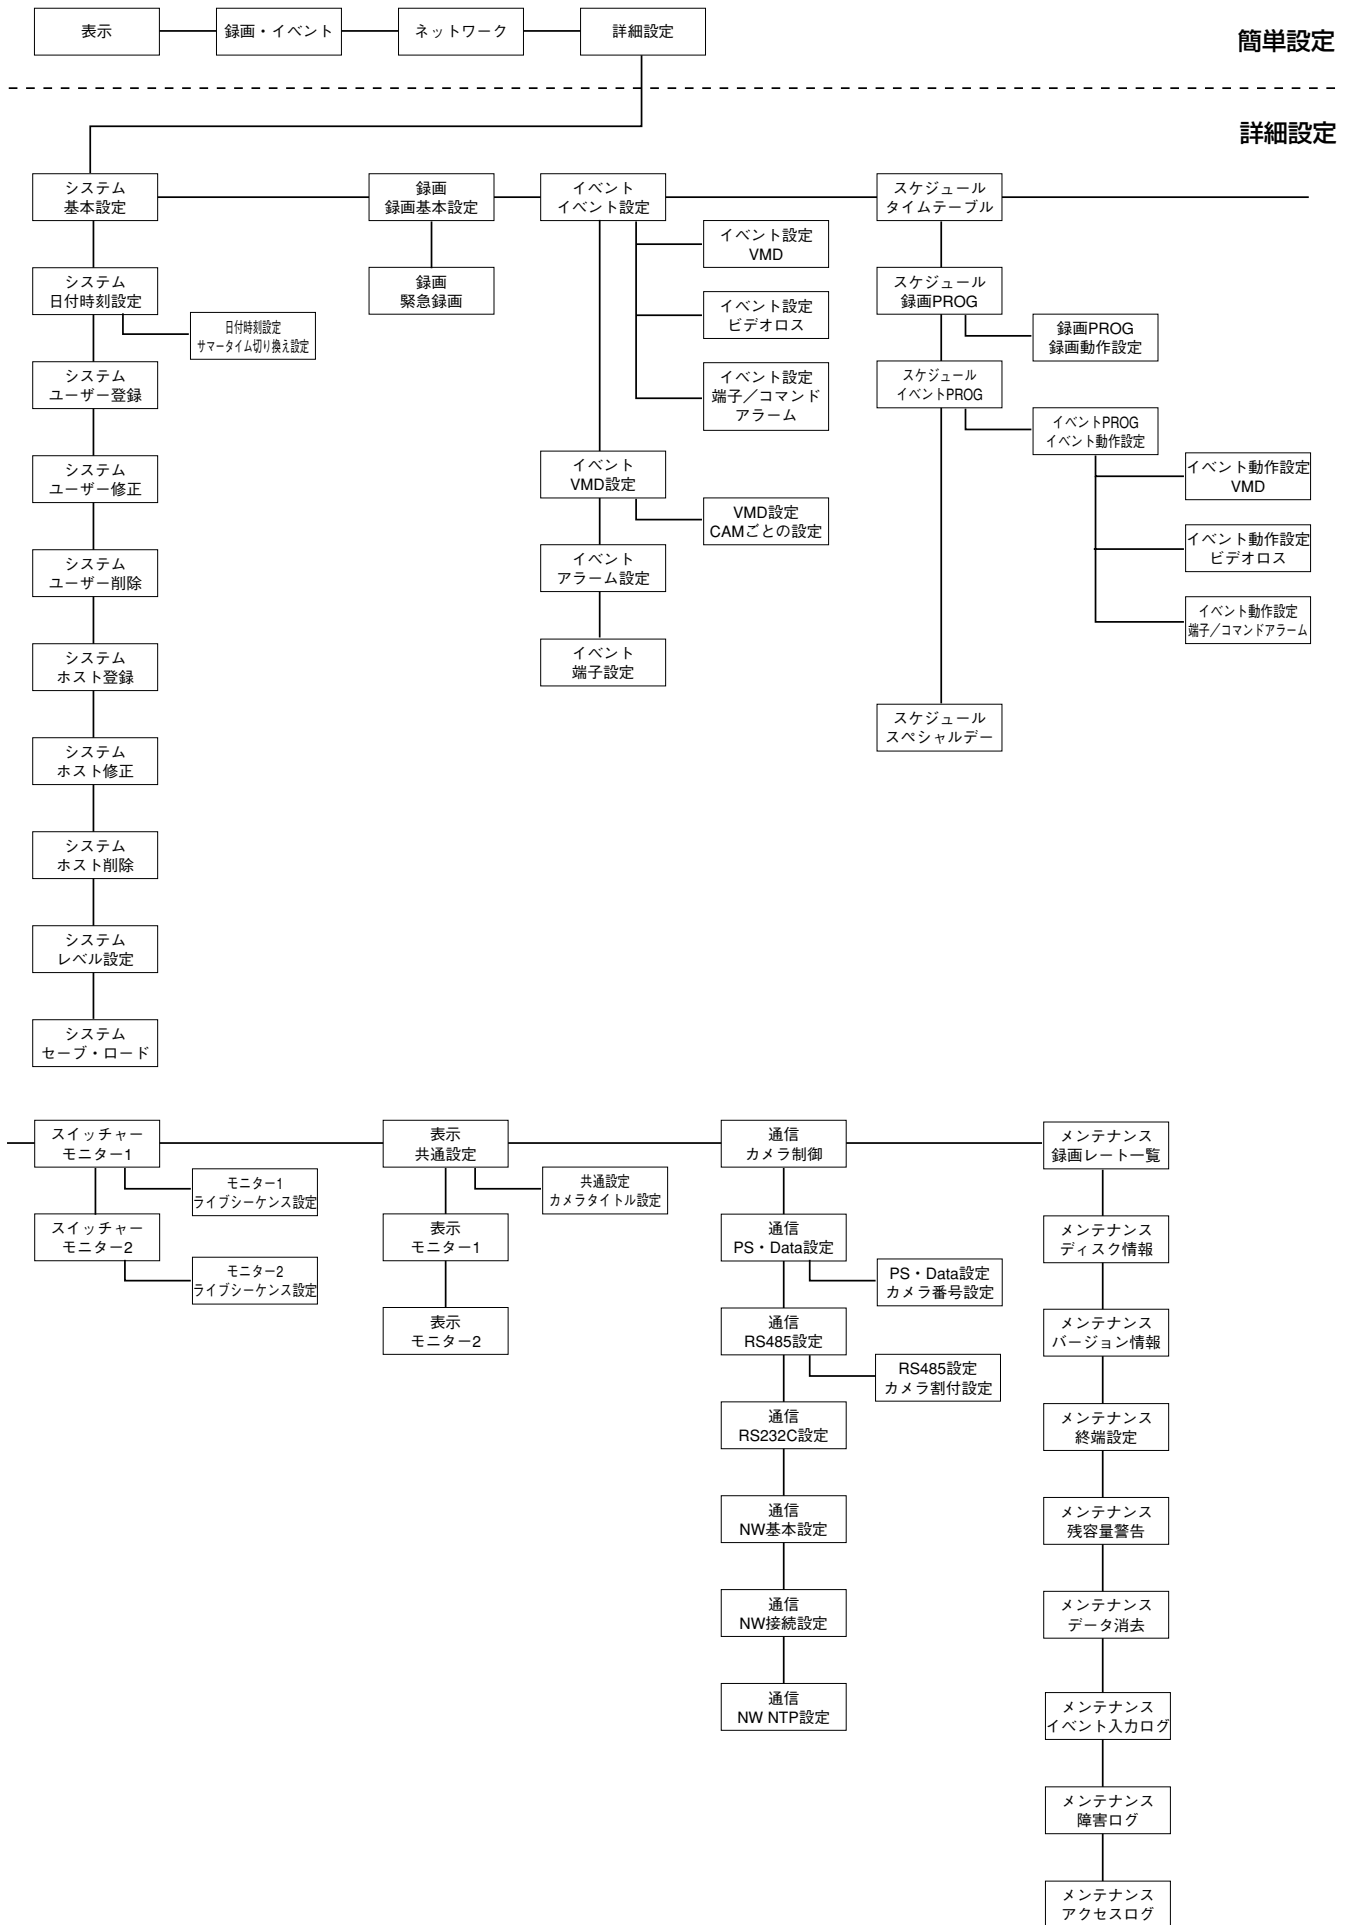 表示
録画・イベント
ネットワーク
詳細設定
簡単設定
詳細設定
システム
基本設定
録画
録画基本設定
イベント
イベント設定
スケジュール
タイムテーブル
イベント設定
VMD
システム
日付時刻設定
録画
緊急録画
スケジュール
録画PROG
イベント設定
ビデオロス
日付時刻設定
サマータイム切り換え設定
録画PROG
録画動作設定
システム
ユーザー登録
イベント設定
端子／コマンド
アラーム
スケジュール
イベントPROG
イベントPROG
イベント動作設定
システム
ユーザー修正
イベント
VMD設定
イベント動作設定
VMD
VMD設定
CAMごとの設定
イベント動作設定
ビデオロス
システム
ユーザー削除
イベント
アラーム設定
イベント動作設定
端子／コマンドアラーム
システム
ホスト登録
イベント
端子設定
スケジュール
スペシャルデー
システム
ホスト修正
システム
ホスト削除
システム
レベル設定
システム
セーブ・ロード
スイッチャー
モニター1
表示
共通設定
通信
カメラ制御
メンテナンス
録画レート一覧
モニター1
ライブシーケンス設定
共通設定
カメラタイトル設定
スイッチャー
モニター2
表示
モニター1
通信
PS・Data設定
メンテナンス
ディスク情報
モニター2
ライブシーケンス設定
PS・Data設定
カメラ番号設定
表示
モニター2
通信
RS485設定
メンテナンス
バージョン情報
RS485設定
カメラ割付設定
通信
RS232C設定
メンテナンス
終端設定
通信
NW基本設定
メンテナンス
残容量警告
通信
NW接続設定
メンテナンス
データ消去
通信
NW NTP設定
メンテナンス
イベント入力ログ
メンテナンス
障害ログ
メンテナンス
アクセスログ